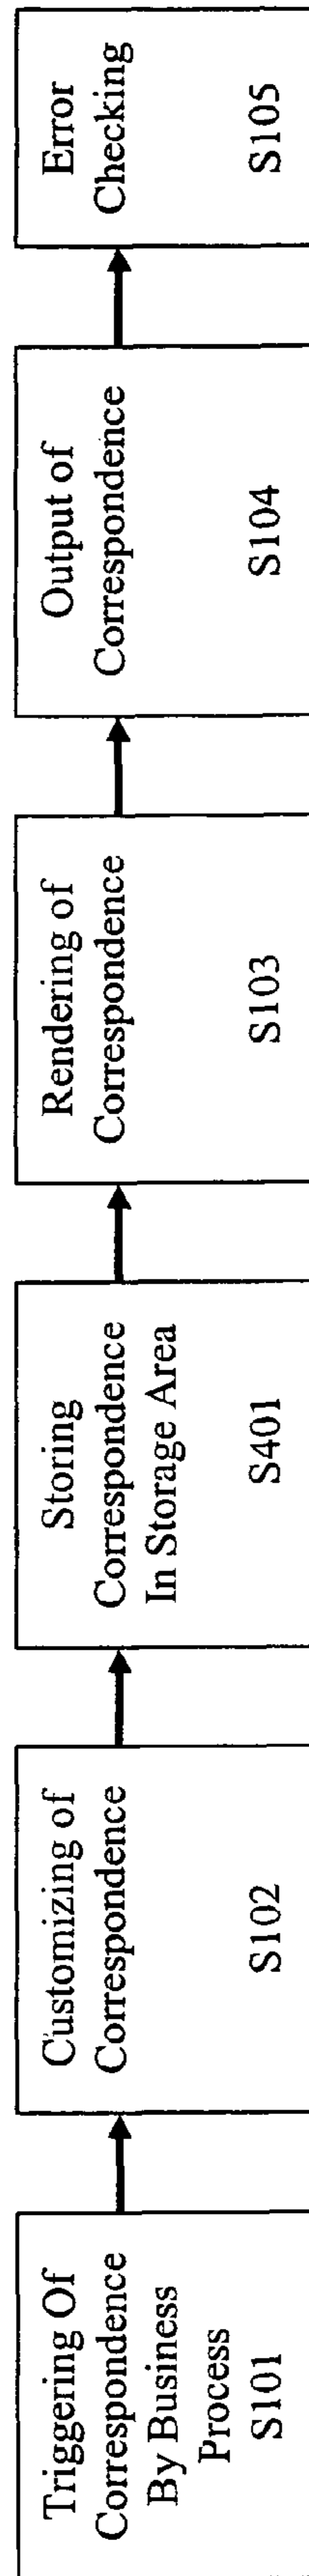 Triggering Of
Correspondence
By Business
Process
S101
Customizing of
Correspondence
S102
Storing
Correspondence
In Storage Area
S401
Rendering of
Correspondence
S103
Output of
Correspondence
S104
Error
Checking
S105